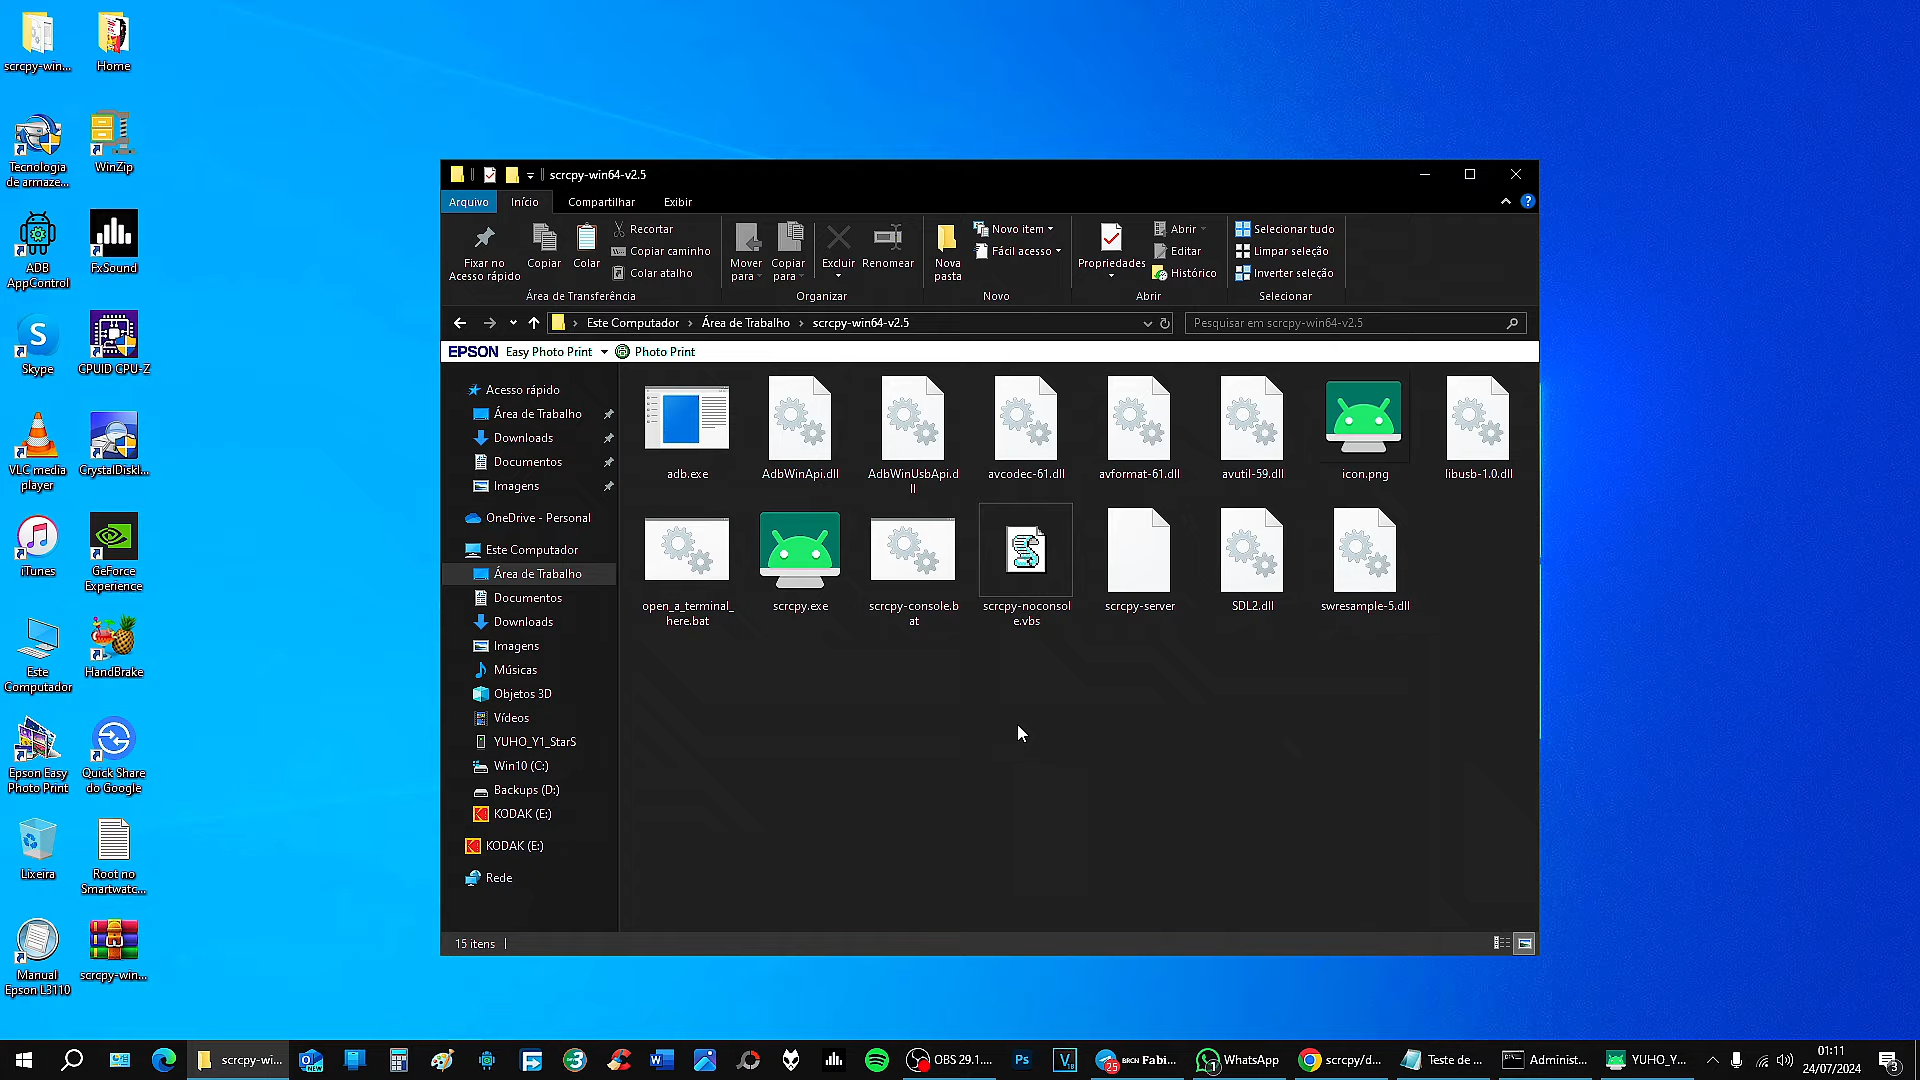 scrcpy-win...
Home
Tecnologia
de armaze...
WinZip
ADB
AppControl
FxSound
Skype
CPUID CPU-Z
VLC media
player
CrystalDiskI...
iTunes
GeForce
Experience
Este
Computador
HandBrake
Epson Easy
Photo Print
Quick Share
do Google
Lixeira
Root no
Smartwatc...
Manual
Epson L3110
scrcpy-win...
scrcpy-win64-v2.5
Arquivo
Início
Compartilhar
Exibir
Fixar no
Acesso rápido
Copiar
Colar
Recortar
Copiar caminho
Colar atalho
Área de Transferência
Mover
para
Copiar
para
Excluir
Renomear
Organizar
Nova
pasta
Novo item
Fácil acesso
Novo
Propriedades
Abrir
Editar
Histórico
Abrir
Selecionar tudo
Limpar seleção
Inverter seleção
Selecionar
Este Computador
Área de Trabalho
scrcpy-win64-v2.5
Pesquisar em scrcpy-win64-v2.5
EPSON Easy Photo Print Photo Print
Acesso rápido
Área de Trabalho
Downloads
Documentos
Imagens
OneDrive - Personal
Este Computador
Área de Trabalho
Documentos
Downloads
Imagens
Músicas
Objetos 3D
Vídeos
YUHO_Y1_StarS
Win10 (C:)
Backups (D:)
KODAK (E:)
KODAK (E:)
Rede
adb.exe
AdbWinApi.dll
AdbWinUsbApi.d
ll
avcodec-61.dll
avformat-61.dll
avutil-59.dll
icon.png
libusb-1.0.dll
open_a_terminal_
here.bat
scrcpy.exe
scrcpy-console.b
at
scrcpy-noconsol
e.vbs
scrcpy-server
SDL2.dll
swresample-5.dll
15 itens
scrcpy-wi...
NEW
OBS 29.1....
Ps
25
Fabi...
1
WhatsApp
scrcpy/d...
Teste de ...
Administ...
YUHO_Y...
01:11
24/07/2024
3